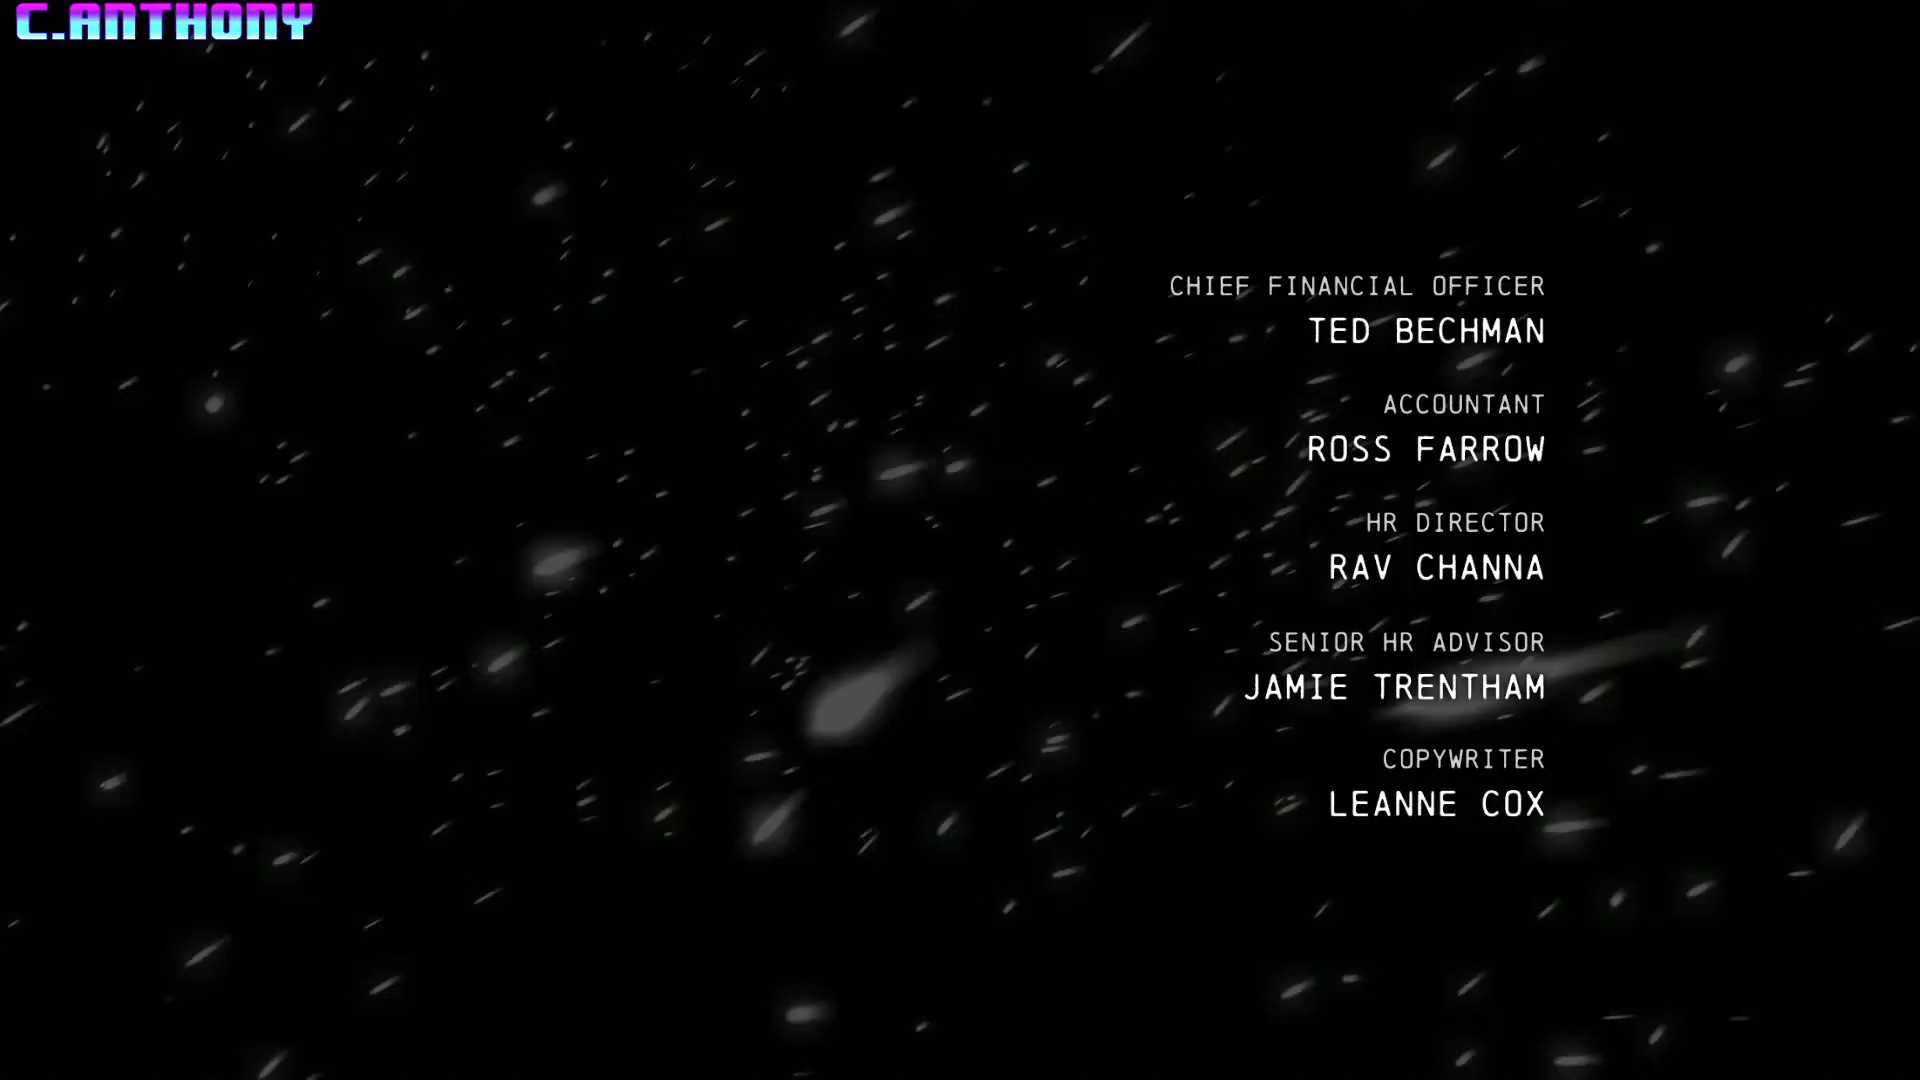 C.ANTHONY
CHIEF FINANCIAL OFFICER
TED BECHMAN
ACCOUNTANT
ROSS FARROW
HR DIRECTOR
RAV CHANNA
SENIOR HR ADVISOR
JAMIE TRENTHAM
COPYWRITER
LEANNE COX